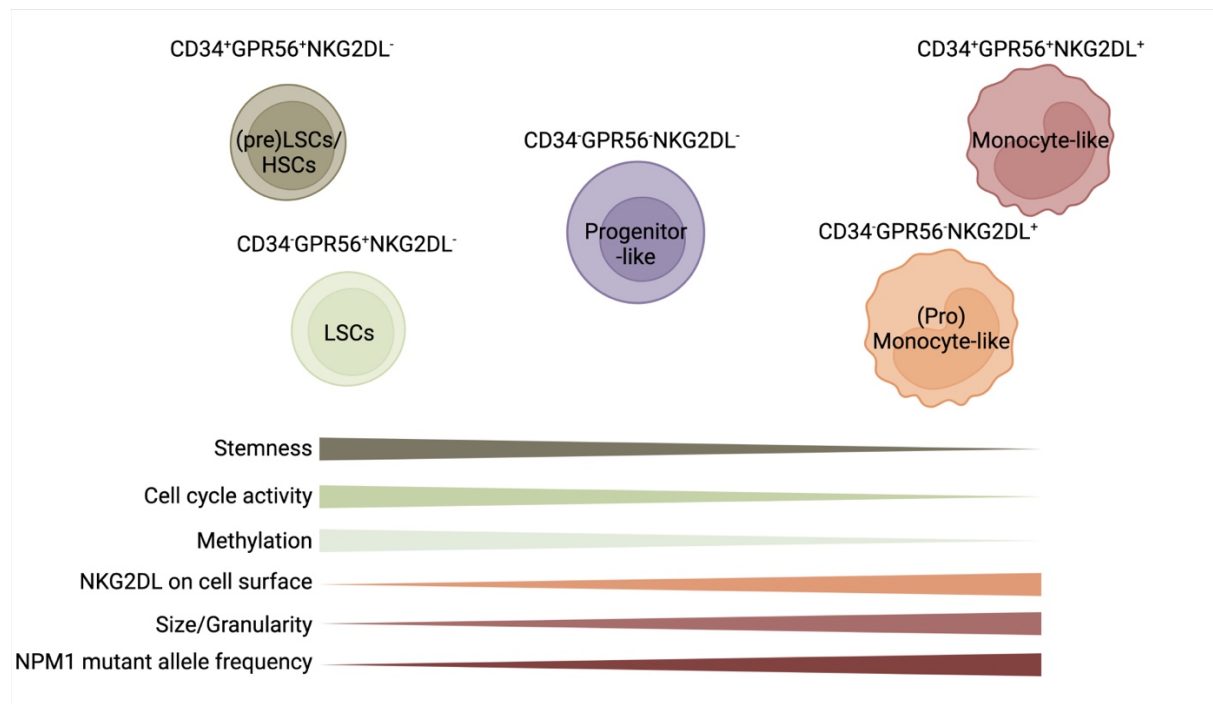 CD34⁺GPR56⁺NKG2DL⁻
CD34⁺GPR56⁺NKG2DL⁺
(pre)LSCs/
HSCs
CD34⁻GPR56⁻NKG2DL⁻
Monocyte-like
Progenitor
-like
CD34⁻GPR56⁺NKG2DL⁻
CD34⁻GPR56⁻NKG2DL⁺
LSCs
(Pro)
Monocyte-like
Stemness
Cell cycle activity
Methylation
NKG2DL on cell surface
Size/Granularity
NPM1 mutant allele frequency